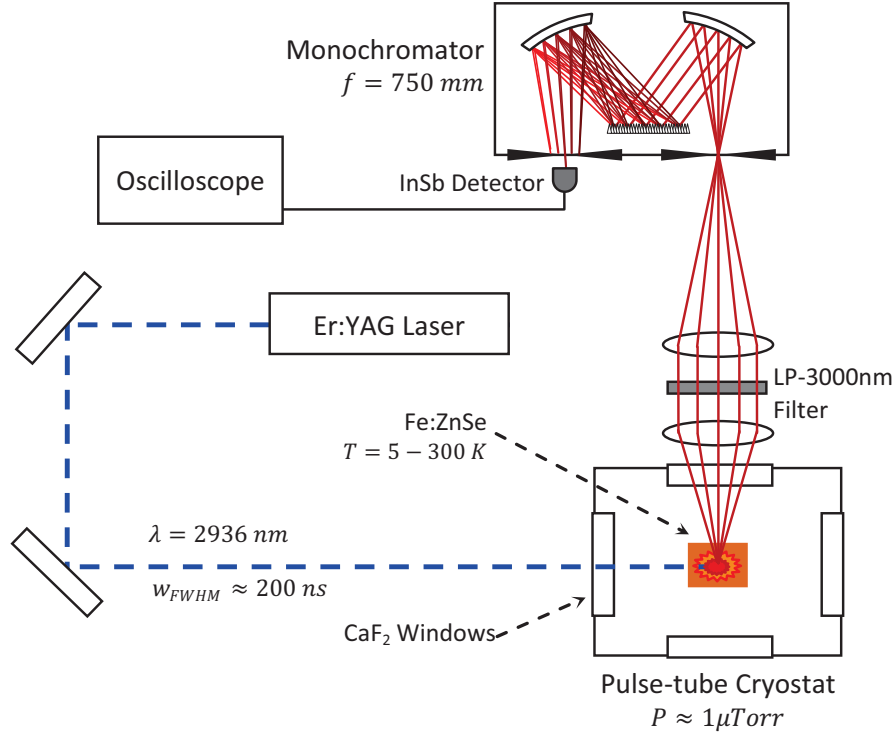 Monochromator
f = 750 mm
Oscilloscope
InSb Detector
Er:YAG Laser
LP-3000nm
Filter
Fe:ZnSe
T = 5 − 300 K
λ = 2936 nm
w_FWHM ≈ 200 ns
CaF₂ Windows
Pulse-tube Cryostat
P ≈ 1μTorr